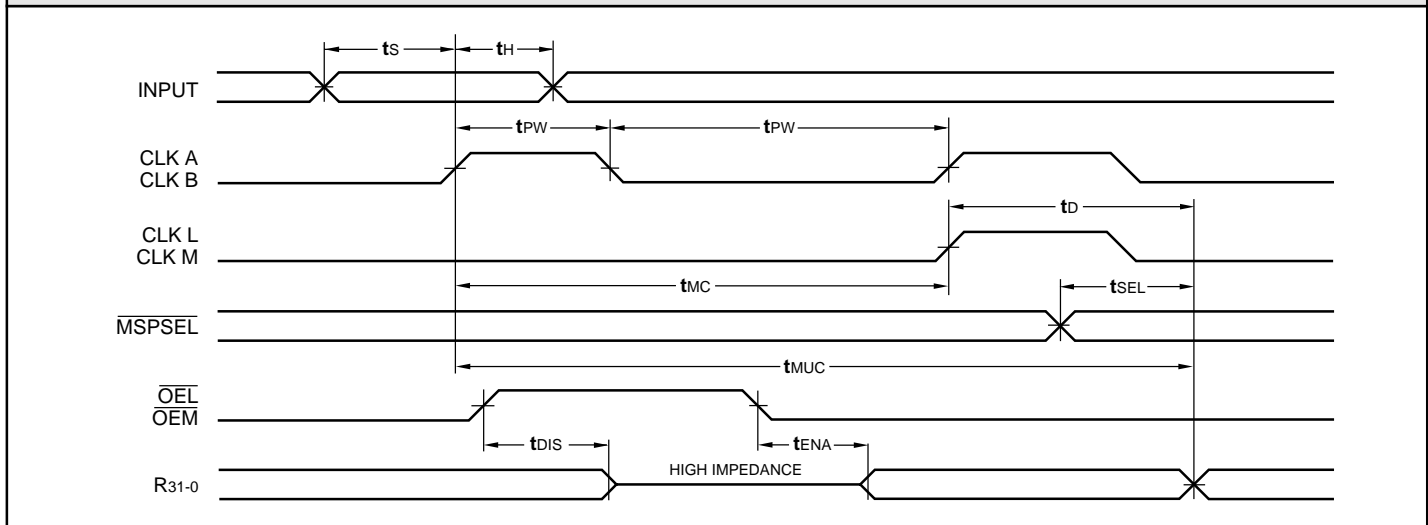 tS
tH
INPUT
tPW
tPW
CLK A
CLK B
tD
CLK L
CLK M
tMC
tSEL
MSPSEL
tMUC
OEL
OEM
tDIS
tENA
HIGH IMPEDANCE
R31-0